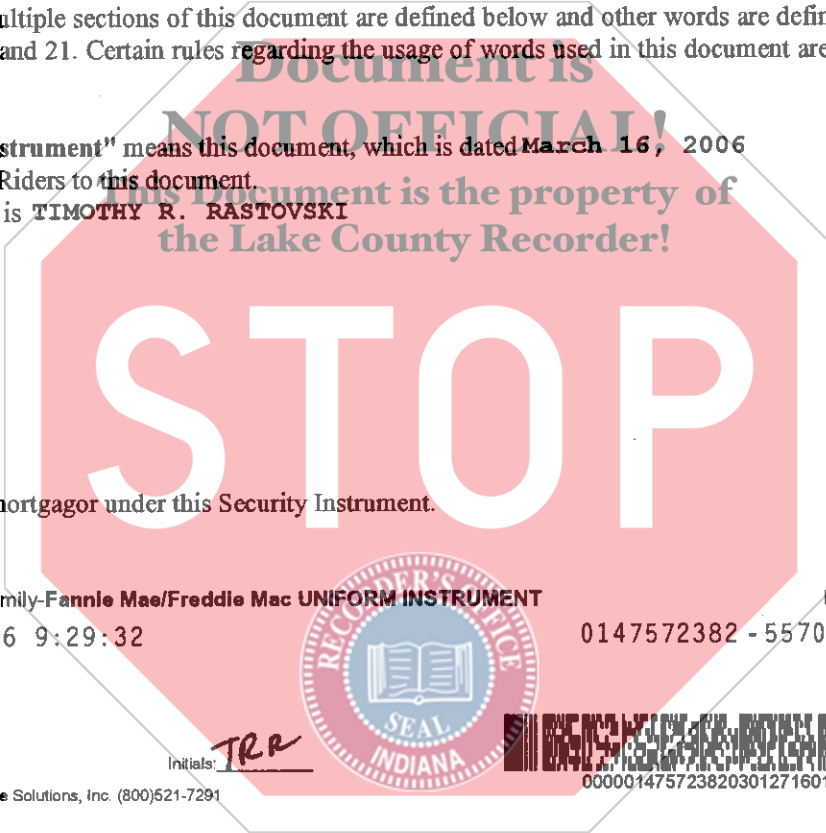 ultiple sections of this document are defined below and other words are defin
and 21. Certain rules regarding the usage of words used in this document are
Document is
NOT OFFICIAL!
strument" means this document, which is dated March 16, 2006
Riders to this document.
This Document is the property of
is TIMOTHY R. RASTOVSKI
the Lake County Recorder!
STOP
ortgagor under this Security Instrument.
mily-Fannie Mae/Freddie Mac UNIFORM INSTRUMENT
6 9:29:32
0147572382 - 5570
RECORDER'S OFFICE
SEAL
INDIANA
Initials: TRR
000001475723820301271601
e Solutions, Inc. (800)521-7291